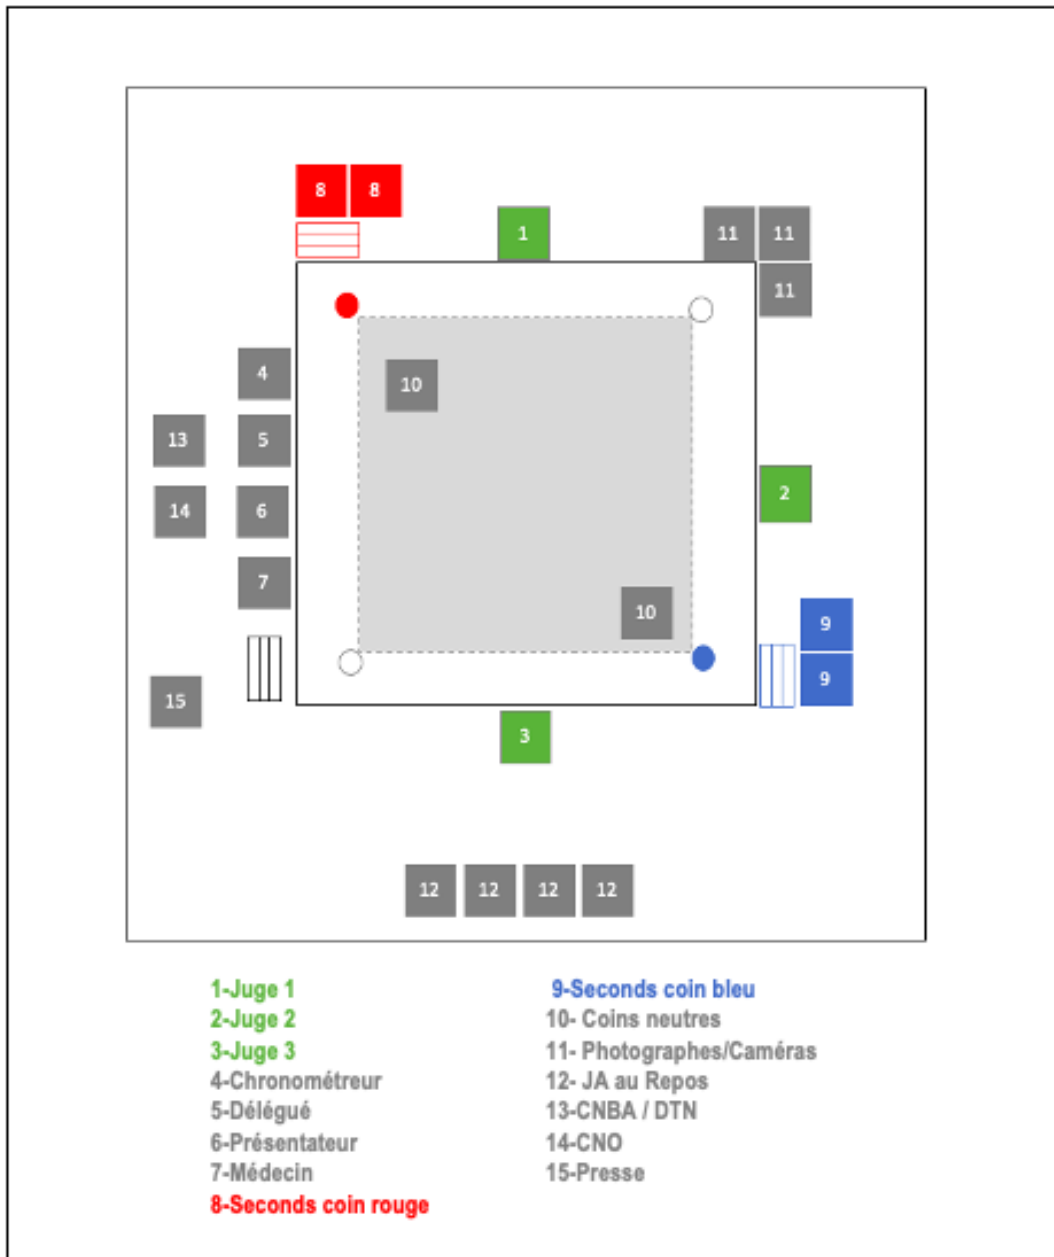 8 8
1
11 11
11
4
10
13 5
2
14 6
7
10
9
9
15
3
12 12 12 12
1-Juge 1
2-Juge 2
3-Juge 3
4-Chronométreur
5-Délégué
6-Présentateur
7-Médecin
8-Seconds coin rouge
9-Seconds coin bleu
10- Coins neutres
11- Photographes/Caméras
12- JA au Repos
13-CNBA / DTN
14-CNO
15-Presse